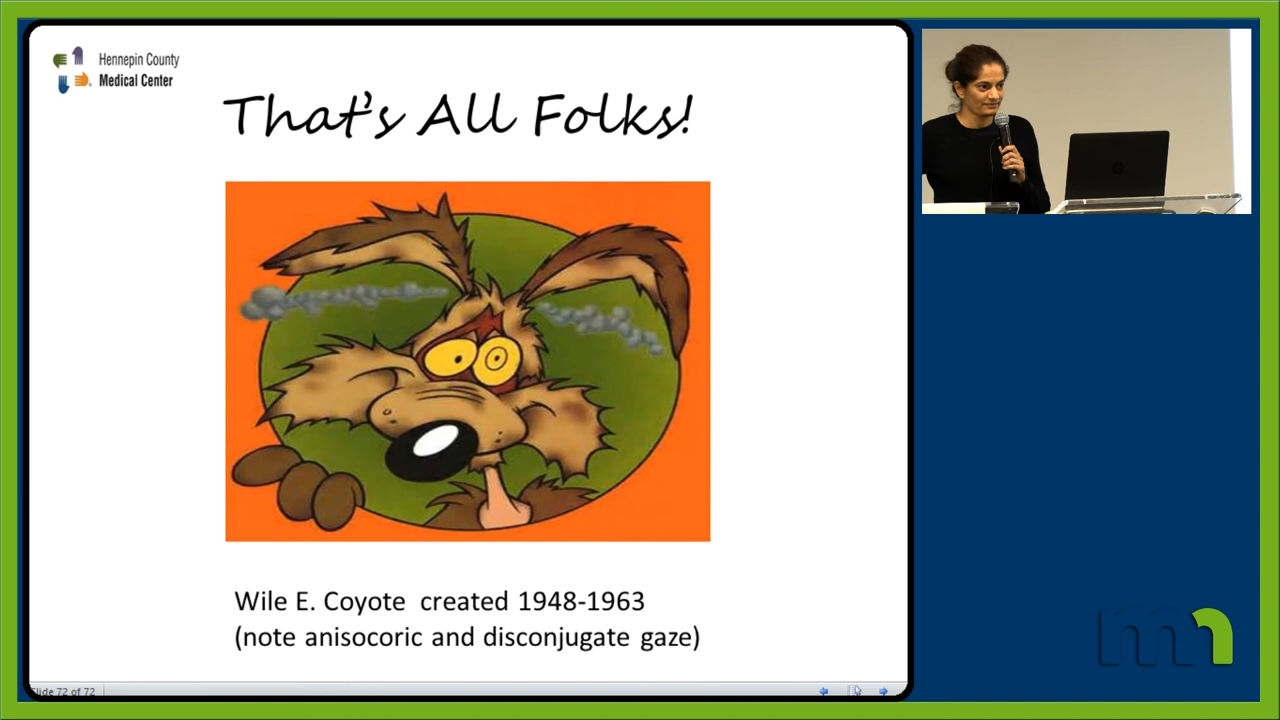 Hennepin County
Medical Center
That's All Folks!
Wile E. Coyote created 1948-1963
(note anisocoric and disconjugate gaze)
Slide 72 of 72